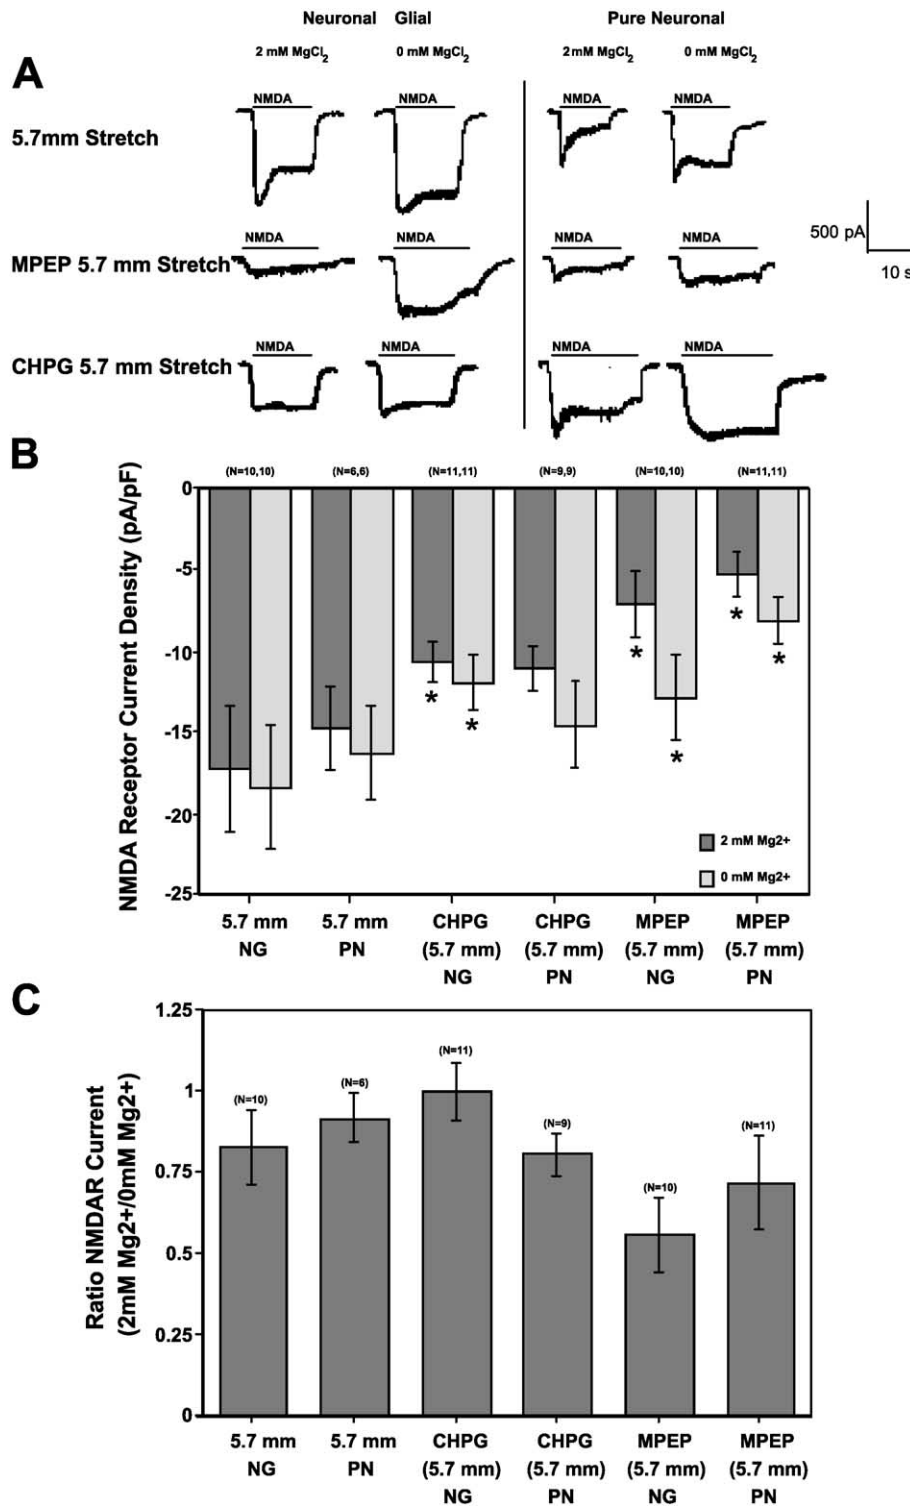 Neuronal Glial
Pure Neuronal
2 mM MgCl2
0 mM MgCl2
2mM MgCl2
0 mM MgCl2
A
NMDA
NMDA
NMDA
NMDA
5.7mm Stretch
500 pA
10 s
NMDA
NMDA
NMDA
NMDA
MPEP 5.7 mm Stretch
NMDA
NMDA
NMDA
NMDA
CHPG 5.7 mm Stretch
B
(N=10,10)
(N=6,6)
(N=11,11)
(N=9,9)
(N=10,10)
(N=11,11)
NMDA Receptor Current Density (pA/pF)
0
-5
-10
-15
-20
-25
*
*
*
*
*
*
2 mM Mg2+
0 mM Mg2+
5.7 mm
NG
5.7 mm
PN
CHPG
(5.7 mm)
NG
CHPG
(5.7 mm)
PN
MPEP
(5.7 mm)
NG
MPEP
(5.7 mm)
PN
C
Ratio NMDAR Current
(2mM Mg2+/0mM Mg2+)
1.25
1
0.75
0.5
0.25
0
(N=10)
(N=6)
(N=11)
(N=9)
(N=10)
(N=11)
5.7 mm
NG
5.7 mm
PN
CHPG
(5.7 mm)
NG
CHPG
(5.7 mm)
PN
MPEP
(5.7 mm)
NG
MPEP
(5.7 mm)
PN